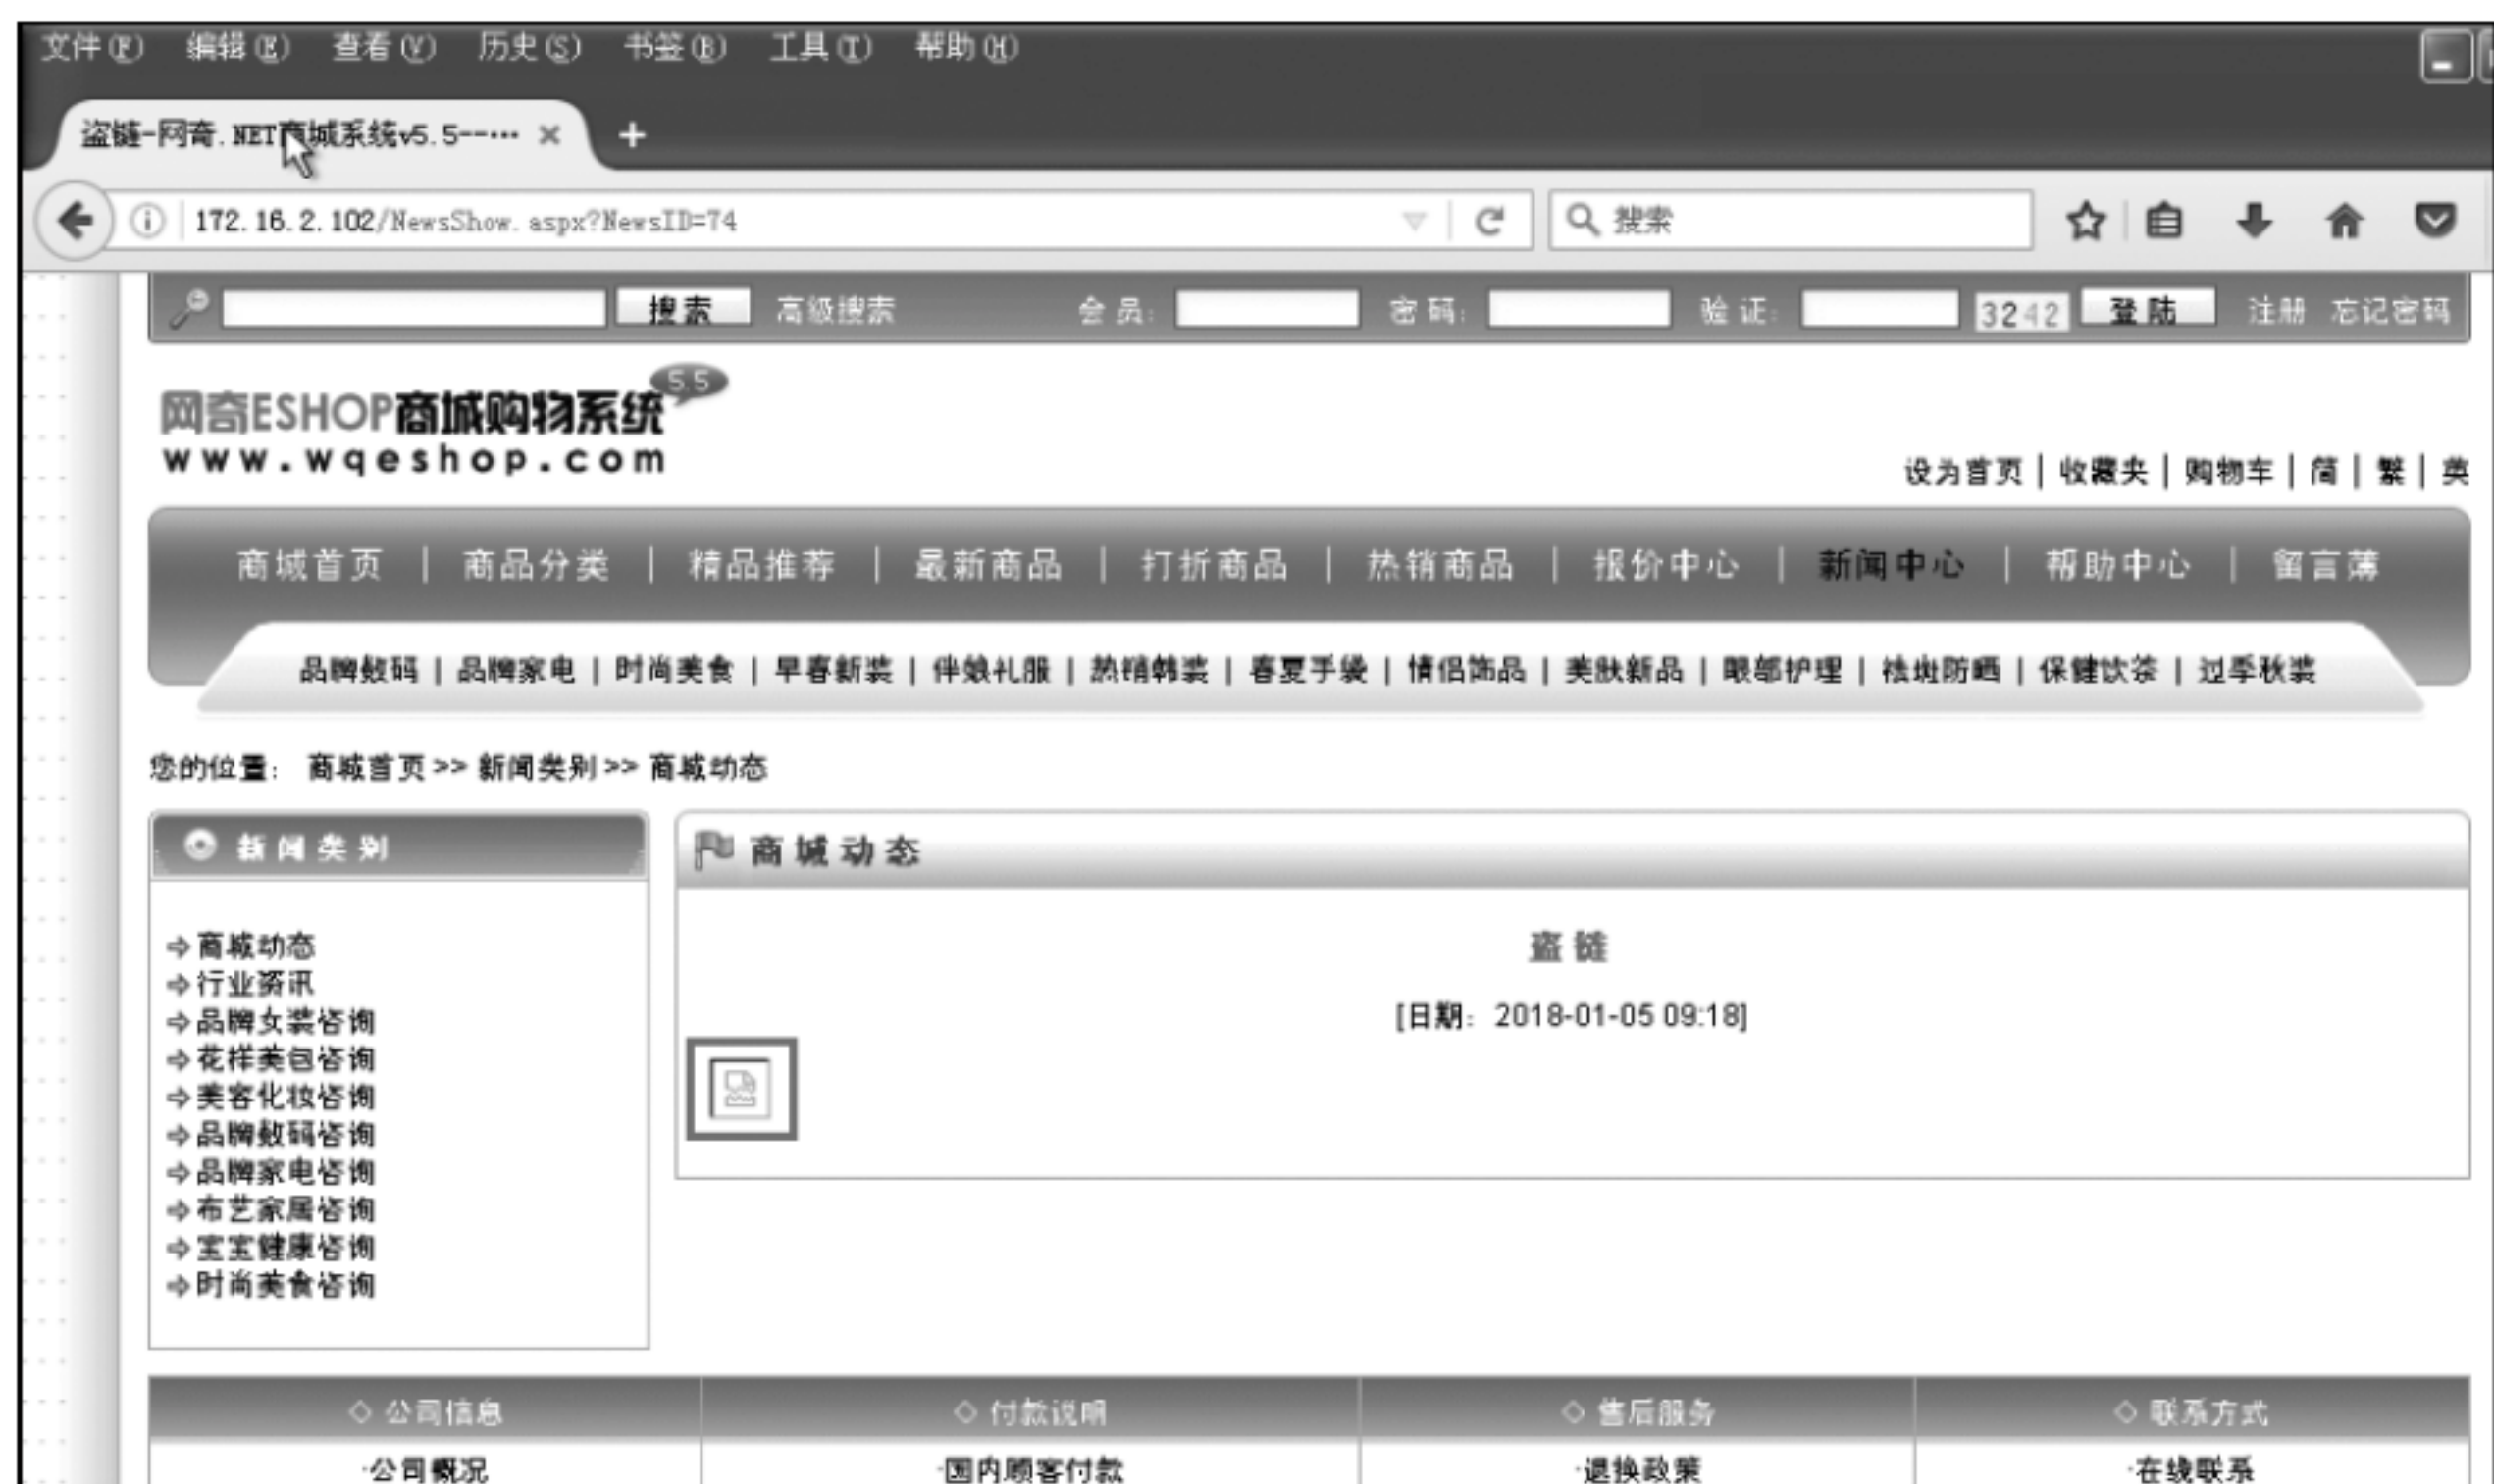 文件(F) 编辑(E) 查看(V) 历史(S) 书签(B) 工具(T) 帮助(H)
盗链-网奇.NET商城系统v5.5--…
172.16.2.102/NewsShow.aspx?NewsID=74 搜索
搜索 高级搜索 会员: 密码: 验证: 3242 登陆 注册 忘记密码
5.5
网奇ESHOP商城购物系统
www.wqeshop.com
设为首页 | 收藏夹 | 购物车 | 简 | 繁 | 英
商城首页 | 商品分类 | 精品推荐 | 最新商品 | 打折商品 | 热销商品 | 报价中心 | 新闻中心 | 帮助中心 | 留言薄
品牌数码 | 品牌家电 | 时尚美食 | 早春新装 | 伴娘礼服 | 热销韩装 | 春夏手袋 | 情侣饰品 | 美肤新品 | 眼部护理 | 祛斑防晒 | 保健饮茶 | 过季秋装
您的位置: 商城首页 >> 新闻类别 >> 商城动态
新闻类别
商城动态
行业资讯
品牌女装咨询
花样美包咨询
美容化妆咨询
品牌数码咨询
品牌家电咨询
布艺家居咨询
宝宝健康咨询
时尚美食咨询
商城动态
盗链
[日期: 2018-01-05 09:18]
◇ 公司信息 ◇ 付款说明 ◇ 售后服务 ◇ 联系方式
·公司概况 ·国内顾客付款 ·退换政策 ·在线联系